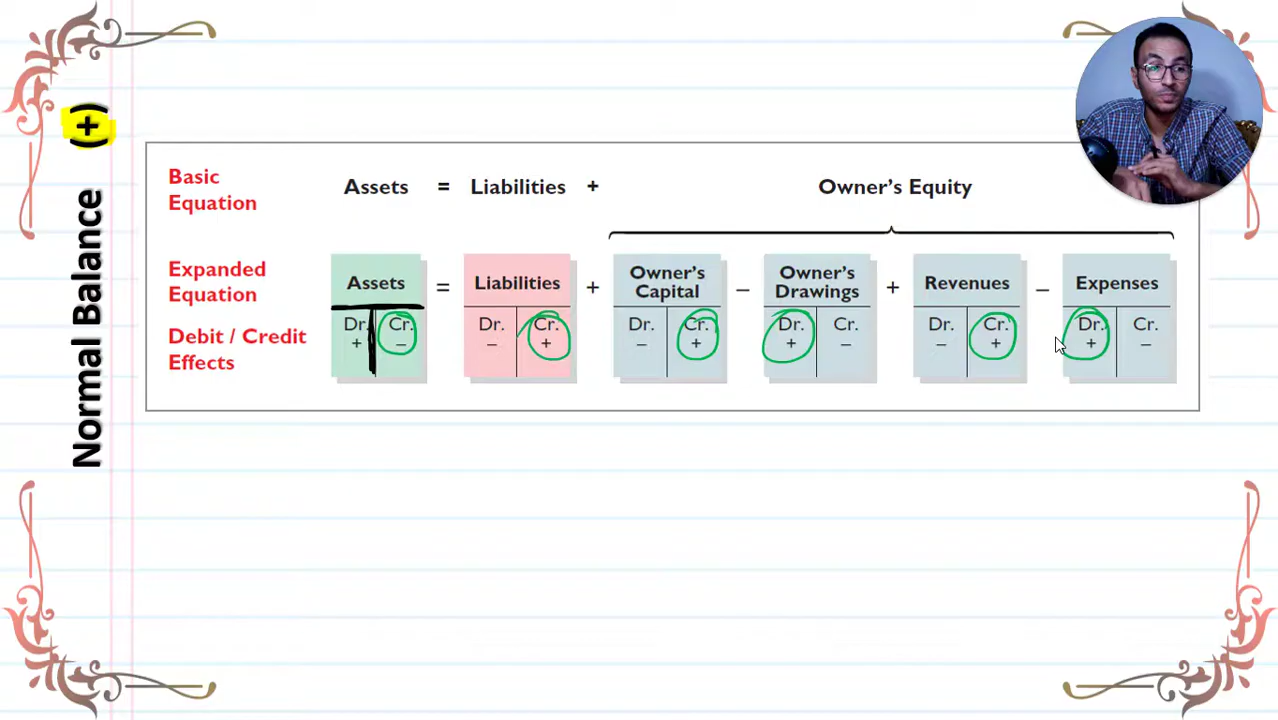 Normal Balance (+)
Basic Equation
Assets = Liabilities + Owner's Equity
Expanded Equation
Assets = Liabilities + Owner's Capital – Owner's Drawings + Revenues – Expenses
Debit / Credit Effects
Dr. Cr. Dr. Cr. Dr. Cr. Dr. Cr. Dr. Cr. Dr. Cr.
+ – – + – + + – – + + –